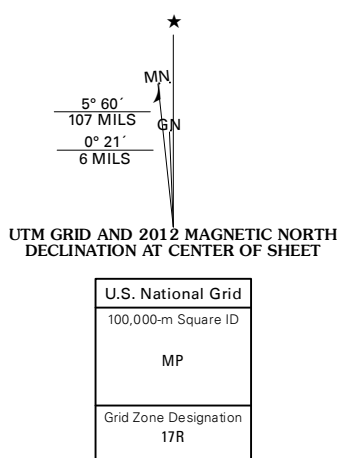 ★
MN.
5° 60´
107 MILS
GN
0° 21´
6 MILS
UTM GRID AND 2012 MAGNETIC NORTH
DECLINATION AT CENTER OF SHEET
U.S. National Grid
100,000-m Square ID
MP
Grid Zone Designation
17R